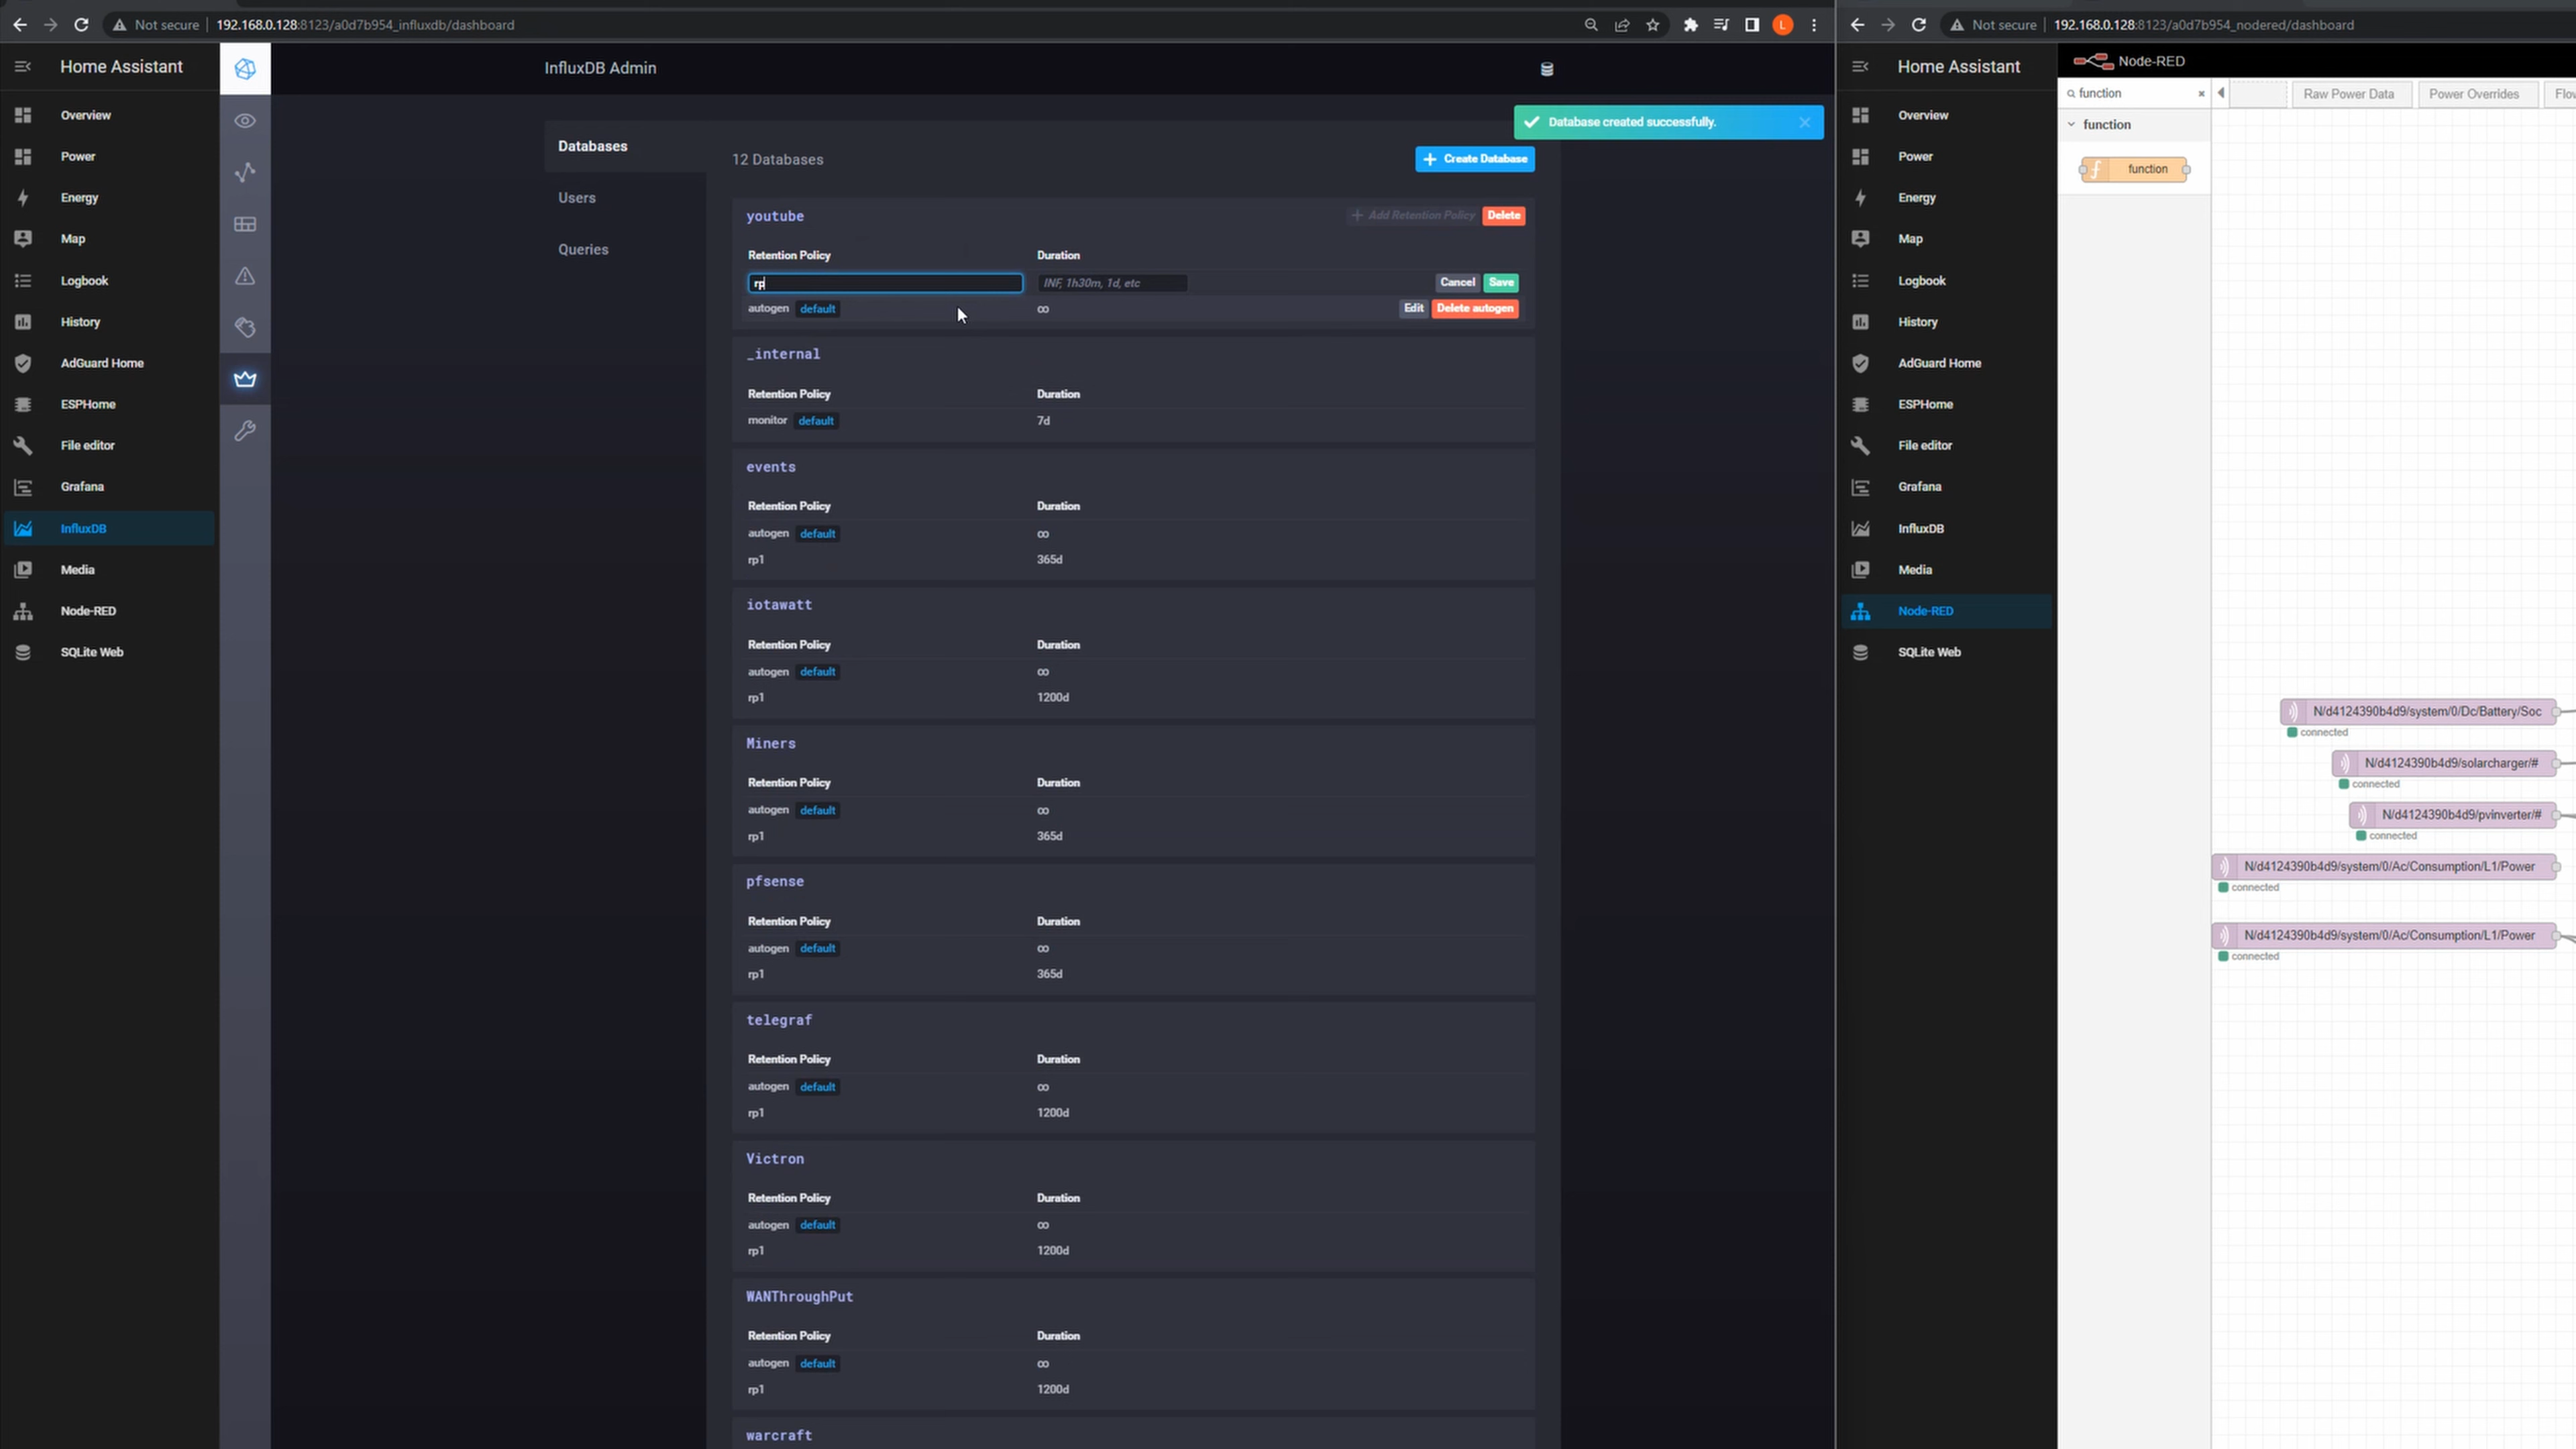 Not secure 192.168.0.128:8123/a0d7b954_influxdb/dashboard
L
Home Assistant
Overview
Power
Energy
Map
Logbook
History
AdGuard Home
ESPHome
File editor
Grafana
InfluxDB
Media
Node-RED
SQLite Web
InfluxDB Admin
Database created successfully.
Databases
Users
Queries
12 Databases
+ Create Database
youtube
+ Add Retention Policy Delete
Retention Policy Duration
rp INF, 1h30m, 1d, etc Cancel Save
autogen default ∞ Edit Delete autogen
_internal
Retention Policy Duration
monitor default 7d
events
Retention Policy Duration
autogen default ∞
rp1 365d
iotawatt
Retention Policy Duration
autogen default ∞
rp1 1200d
Miners
Retention Policy Duration
autogen default ∞
rp1 365d
pfsense
Retention Policy Duration
autogen default ∞
rp1 365d
telegraf
Retention Policy Duration
autogen default ∞
rp1 1200d
Victron
Retention Policy Duration
autogen default ∞
rp1 1200d
WANThroughPut
Retention Policy Duration
autogen default ∞
rp1 1200d
warcraft
Not secure 192.168.0.128:8123/a0d7b954_nodered/dashboard
Home Assistant
Overview
Power
Energy
Map
Logbook
History
AdGuard Home
ESPHome
File editor
Grafana
InfluxDB
Media
Node-RED
SQLite Web
Node-RED
function
function
function
Raw Power Data
Power Overrides
N/d4124390b4d9/system/0/Dc/Battery/Soc
connected
N/d4124390b4d9/solarcharger/#
connected
N/d4124390b4d9/pvinverter/#
connected
N/d4124390b4d9/system/0/Ac/Consumption/L1/Power
connected
N/d4124390b4d9/system/0/Ac/Consumption/L1/Power
connected